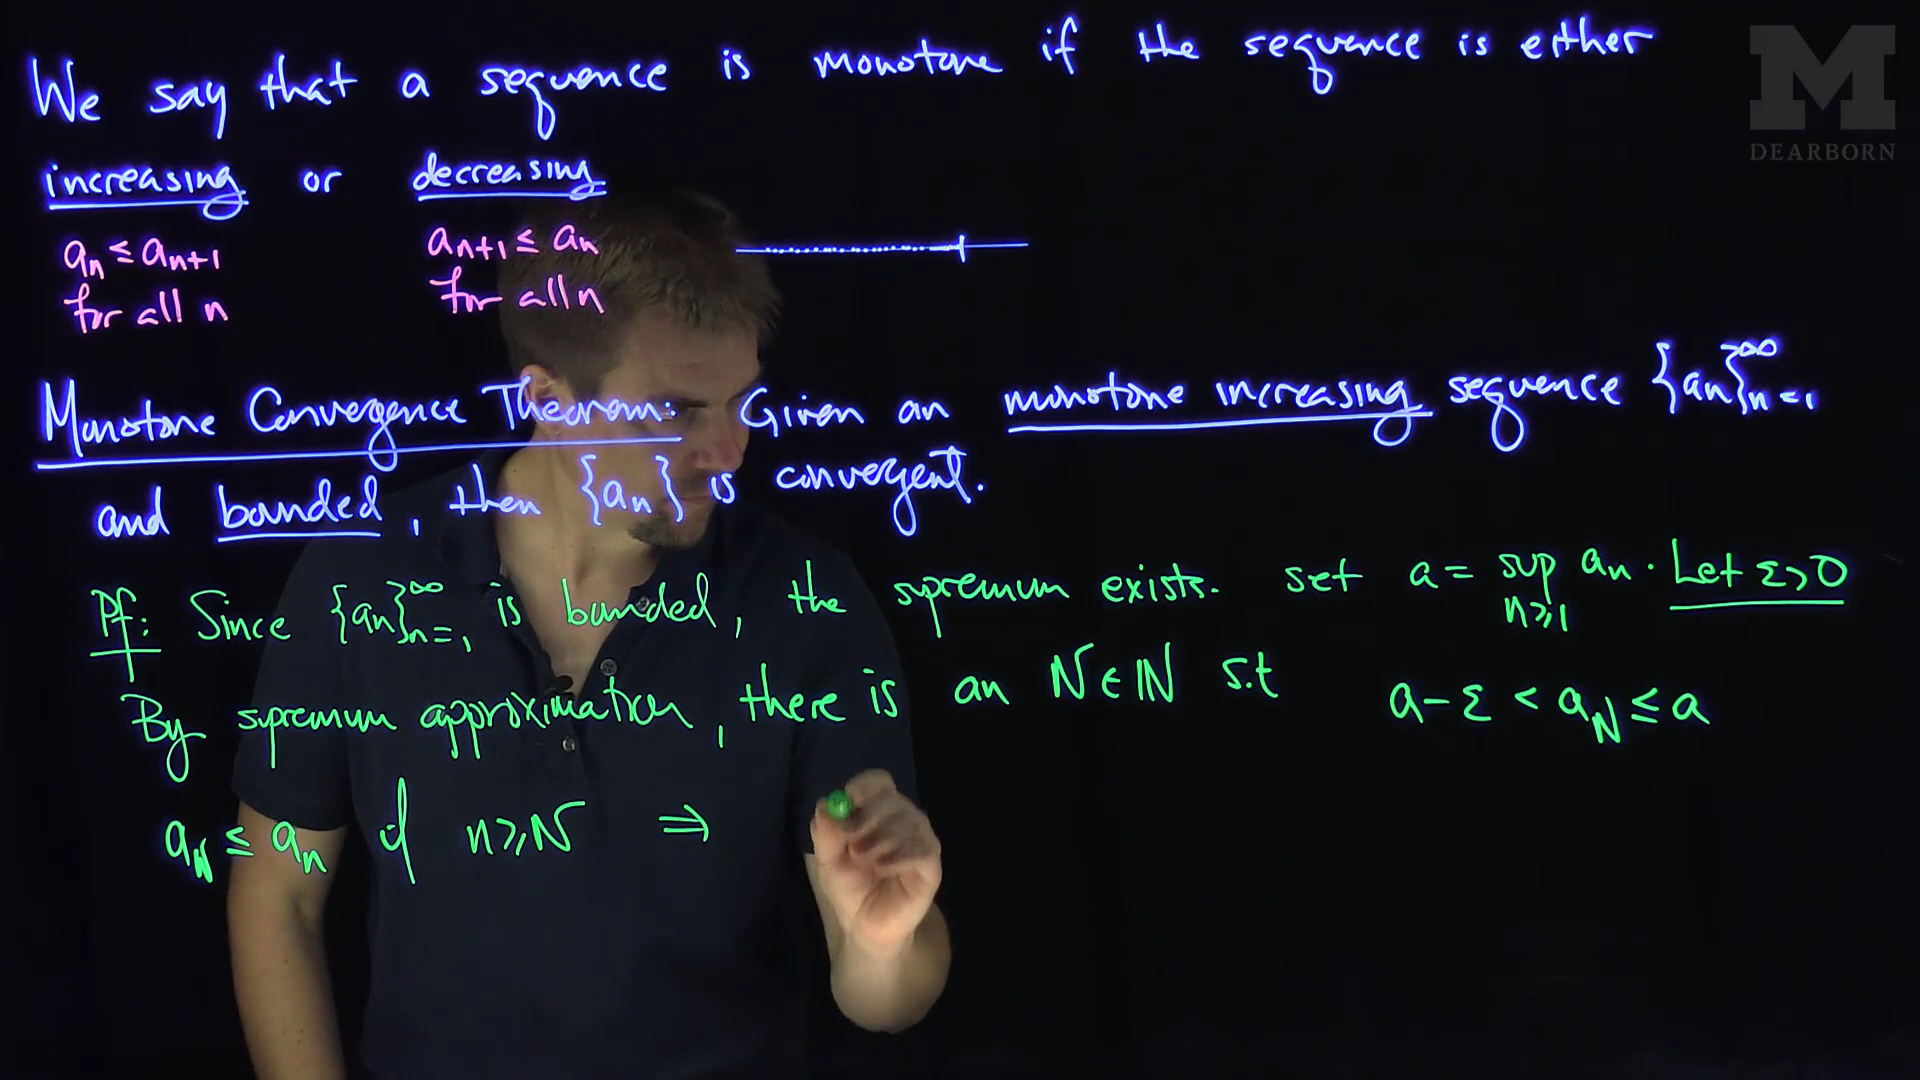 We say that a sequence is monotone if the sequence is either
increasing or decreasing
aₙ ≤ aₙ₊₁ aₙ₊₁ ≤ aₙ
for all n for all n
Monotone Convergence Theorem: Given an monotone increasing sequence {aₙ}ₙ₌₁^∞
and bounded, then {aₙ} is convergent.
Pf: Since {aₙ}ₙ₌₁^∞ is bounded, the supremum exists. Set a = sup aₙ. Let ε>0
n≥1
By supremum approximation, there is an N ∈ ℕ s.t a-ε < a_N ≤ a
a_N ≤ aₙ if n≥N ⇒
M
DEARBORN